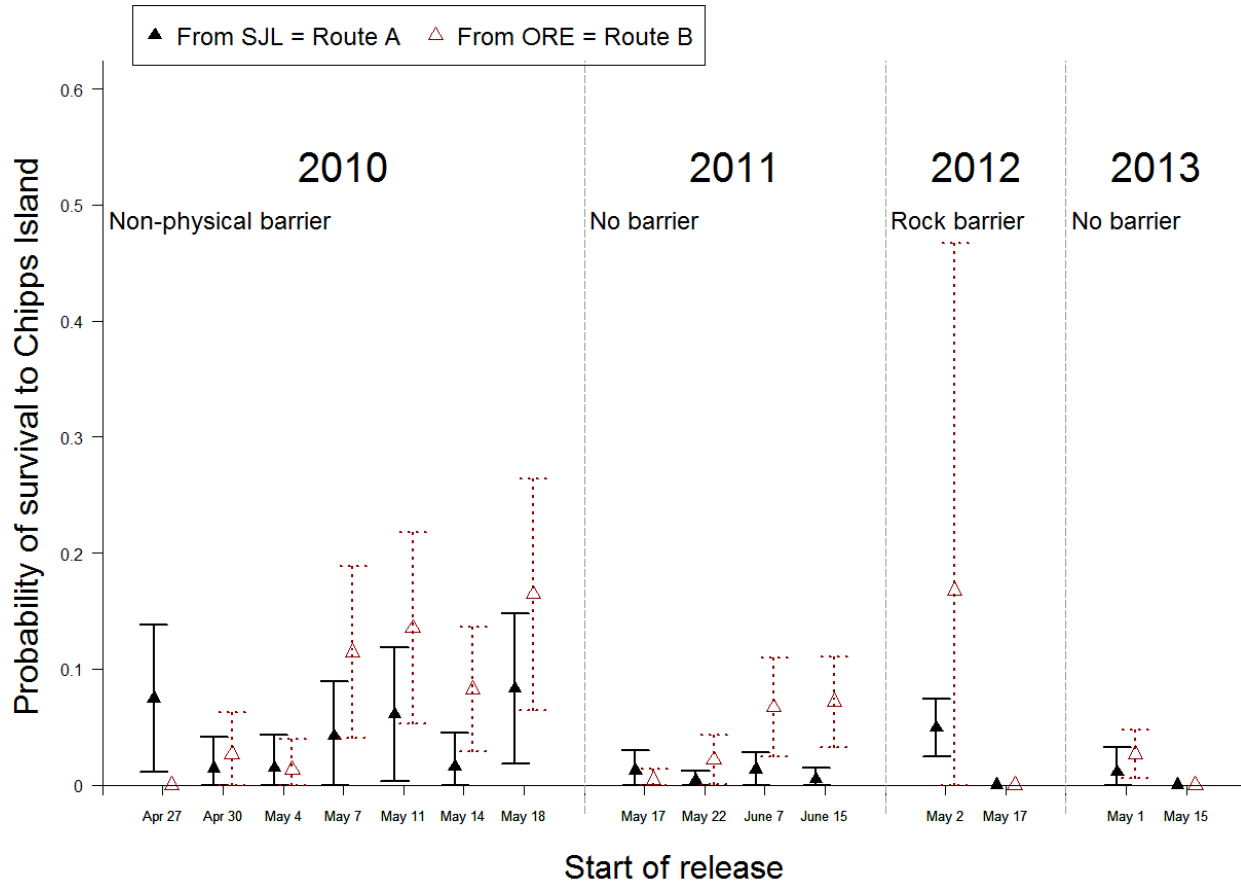 From SJL = Route A From ORE = Route B
2010 2011 2012 2013
Non-physical barrier No barrier Rock barrier No barrier
Probability of survival to Chipps Island
0.6
0.5
0.4
0.3
0.2
0.1
0
Apr 27 Apr 30 May 4 May 7 May 11 May 14 May 18 May 17 May 22 June 7 June 15 May 2 May 17 May 1 May 15
Start of release